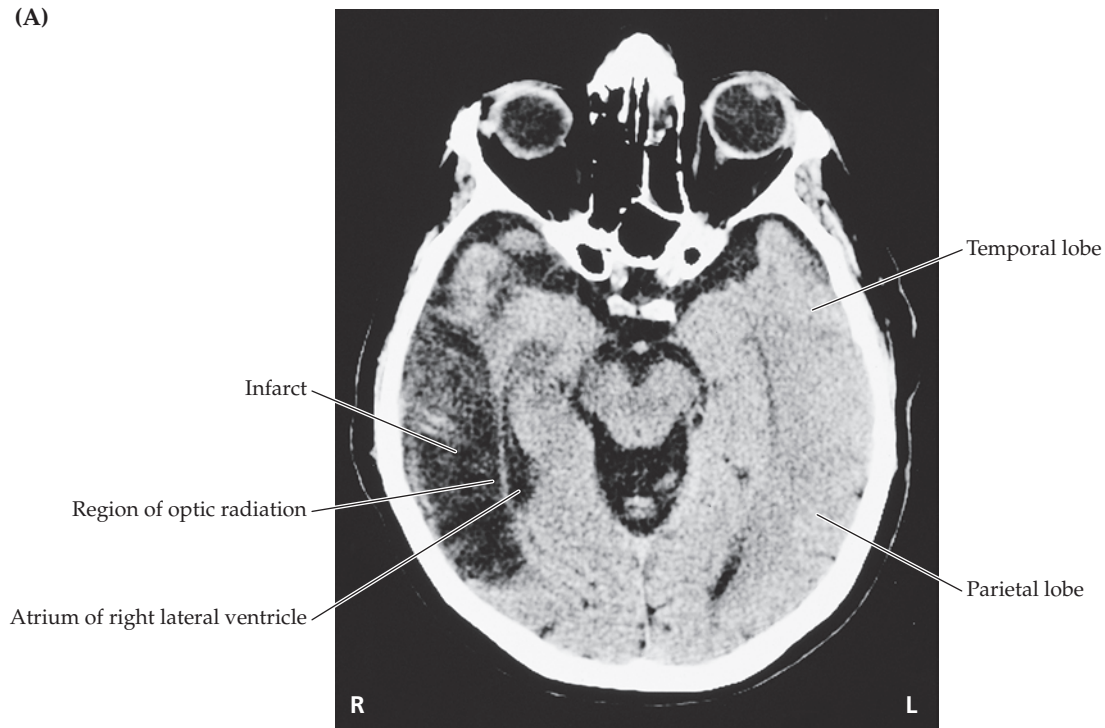 (A)
Temporal lobe
Infarct
Region of optic radiation
Parietal lobe
Atrium of right lateral ventricle
R
L